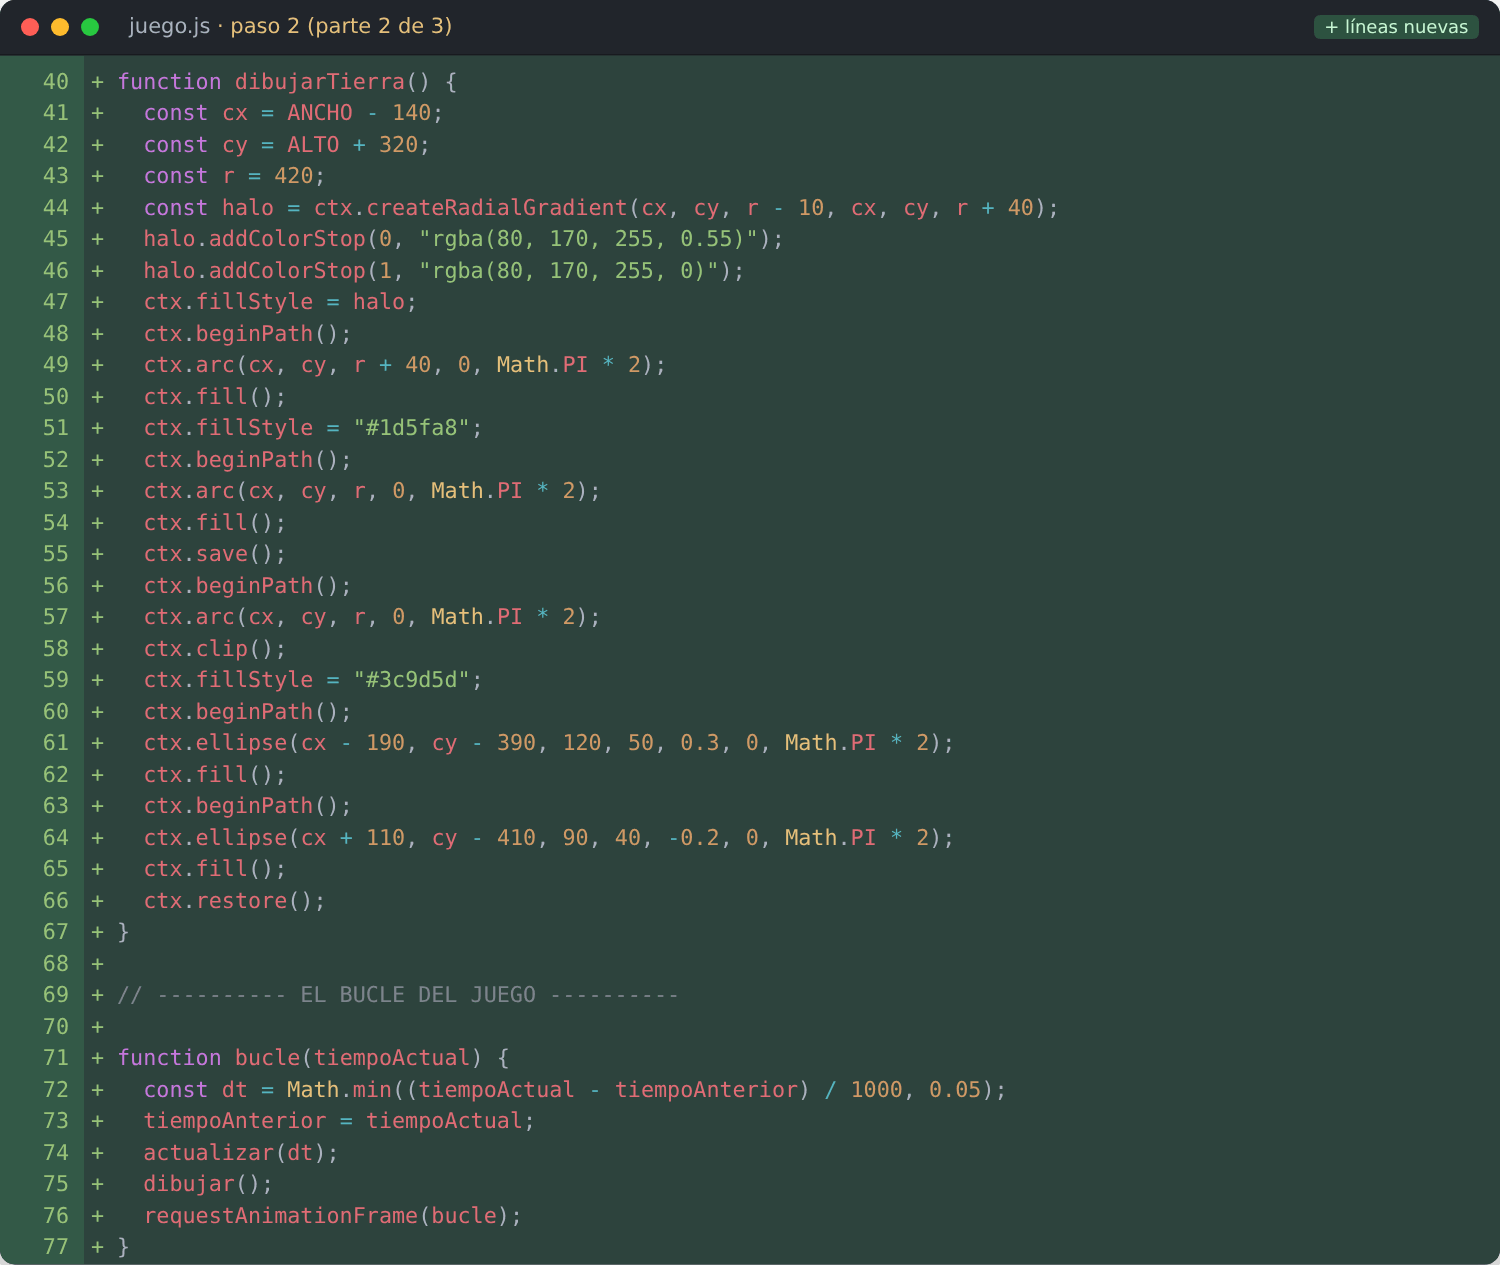 juego.js · paso 2 (parte 2 de 3)
+ líneas nuevas
40 + function dibujarTierra() {
41 +   const cx = ANCHO - 140;
42 +   const cy = ALTO + 320;
43 +   const r = 420;
44 +   const halo = ctx.createRadialGradient(cx, cy, r - 10, cx, cy, r + 40);
45 +   halo.addColorStop(0, "rgba(80, 170, 255, 0.55)");
46 +   halo.addColorStop(1, "rgba(80, 170, 255, 0)");
47 +   ctx.fillStyle = halo;
48 +   ctx.beginPath();
49 +   ctx.arc(cx, cy, r + 40, 0, Math.PI * 2);
50 +   ctx.fill();
51 +   ctx.fillStyle = "#1d5fa8";
52 +   ctx.beginPath();
53 +   ctx.arc(cx, cy, r, 0, Math.PI * 2);
54 +   ctx.fill();
55 +   ctx.save();
56 +   ctx.beginPath();
57 +   ctx.arc(cx, cy, r, 0, Math.PI * 2);
58 +   ctx.clip();
59 +   ctx.fillStyle = "#3c9d5d";
60 +   ctx.beginPath();
61 +   ctx.ellipse(cx - 190, cy - 390, 120, 50, 0.3, 0, Math.PI * 2);
62 +   ctx.fill();
63 +   ctx.beginPath();
64 +   ctx.ellipse(cx + 110, cy - 410, 90, 40, -0.2, 0, Math.PI * 2);
65 +   ctx.fill();
66 +   ctx.restore();
67 + }
68 +
69 + // ---------- EL BUCLE DEL JUEGO ----------
70 +
71 + function bucle(tiempoActual) {
72 +   const dt = Math.min((tiempoActual - tiempoAnterior) / 1000, 0.05);
73 +   tiempoAnterior = tiempoActual;
74 +   actualizar(dt);
75 +   dibujar();
76 +   requestAnimationFrame(bucle);
77 + }